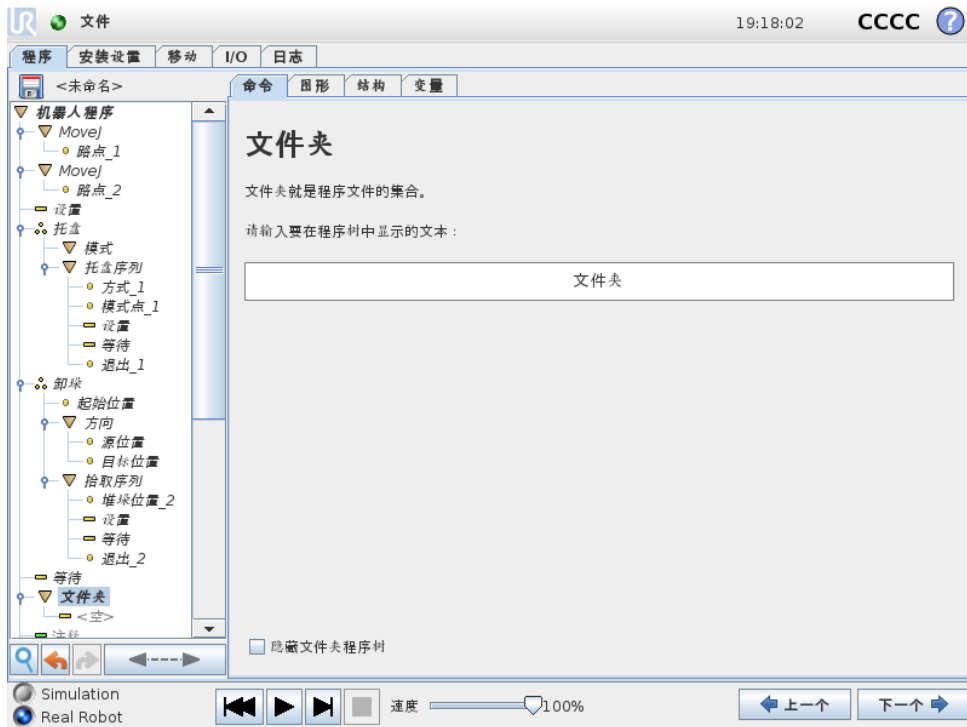 UR 文件 19:18:02 CCCC ?
程序 安装设置 移动 I/O 日志
<未命名> 命令 图形 结构 变量
机器人程序
MoveJ
路点_1
MoveJ
路点_2
设置
托盘
模式
托盘序列
方式_1
模式点_1
设置
等待
退出_1
卸垛
起始位置
方向
源位置
目标位置
拾取序列
堆垛位置_2
设置
等待
退出_2
等待
文件夹
<空>
注释
文件夹
文件夹就是程序文件的集合。
请输入要在程序树中显示的文本：
文件夹
隐藏文件夹程序树
Simulation
Real Robot
速度 100%
上一个 下一个